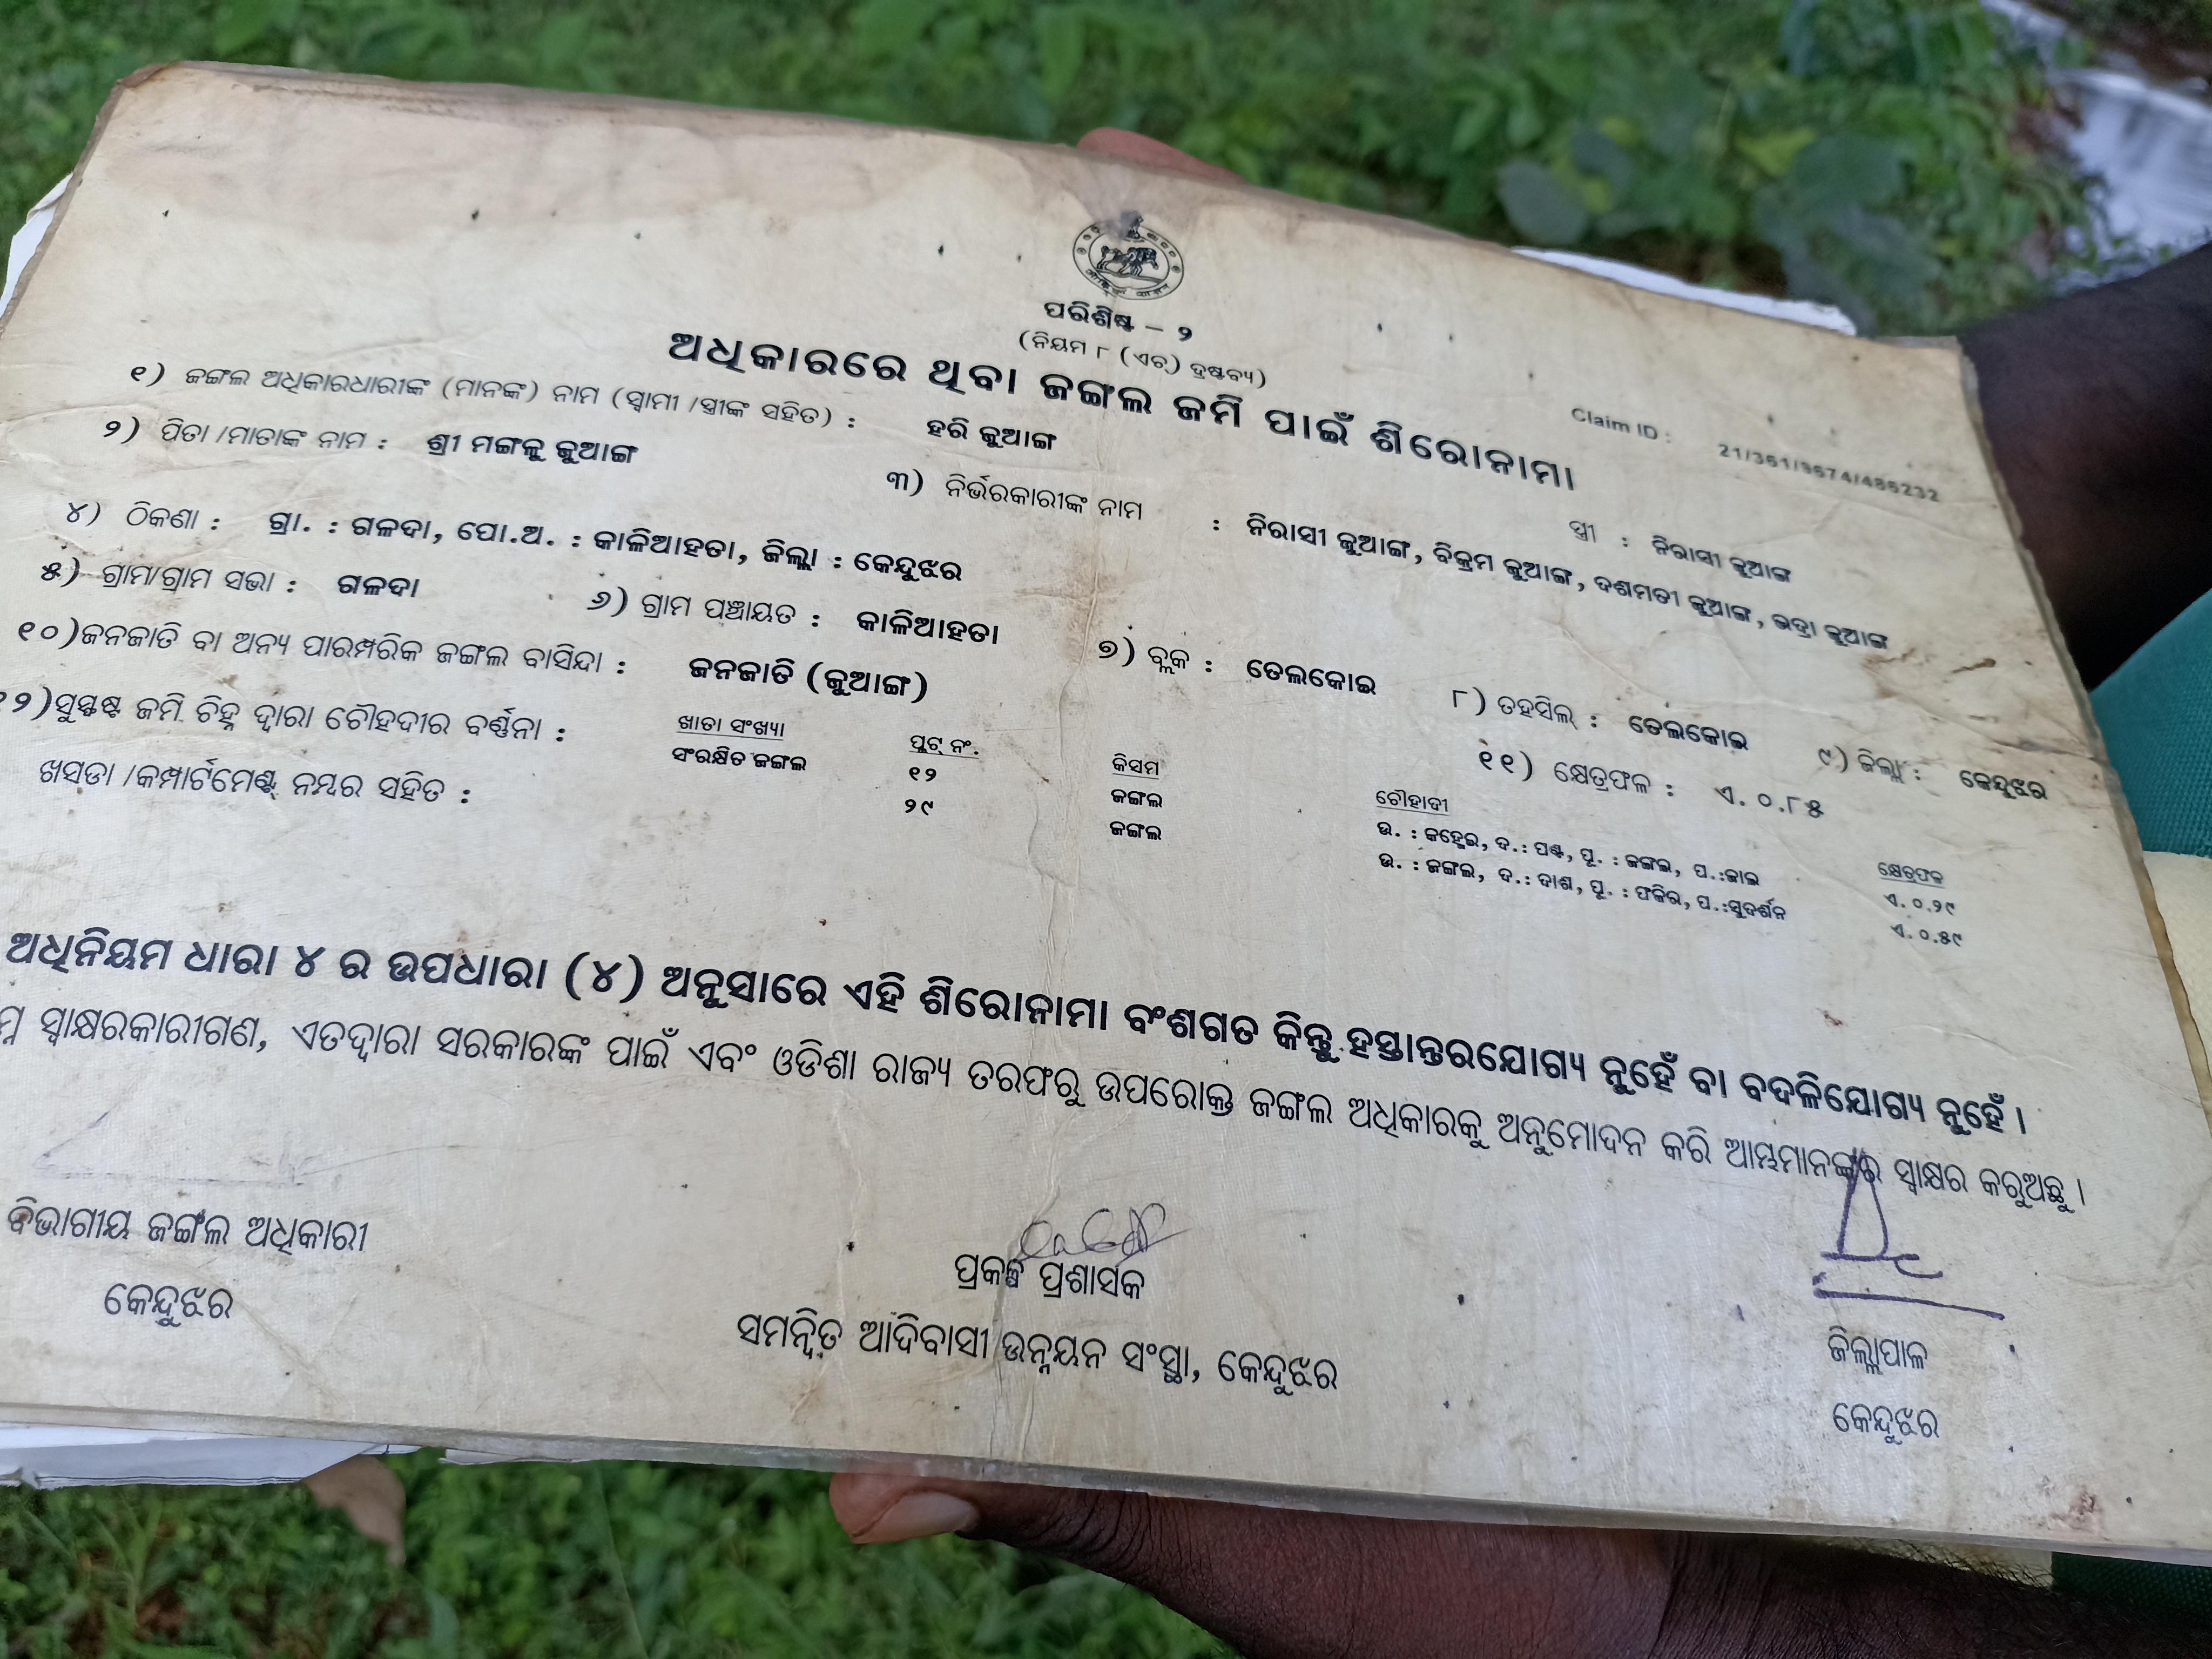 ପରିଶିଷ୍ଟ – ୨
(ନିୟମ ୮ (ଏଚ୍) ଦ୍ରଷ୍ଟବ୍ୟ)
ଅଧିକାରରେ ଥିବା ଜଙ୍ଗଲ ଜମି ପାଇଁ ଶିରୋନାମା
Claim ID :
୧) ଜଙ୍ଗଲ ଅଧିକାରଧାରୀଙ୍କ (ମାନଙ୍କ) ନାମ (ସ୍ୱାମୀ /ସ୍ତ୍ରୀଙ୍କ ସହିତ) : ହରି ଜୁଆଙ୍ଗ ସ୍ତ୍ରୀ : ନିରାସୀ ଜୁଆଙ୍ଗ
୨) ପିତା /ମାତାଙ୍କ ନାମ : ଶ୍ରୀ ମଙ୍ଗଳୁ ଜୁଆଙ୍ଗ
୩) ନିର୍ଭରକାରୀଙ୍କ ନାମ : ନିରାସୀ ଜୁଆଙ୍ଗ, ବିକ୍ରମ ଜୁଆଙ୍ଗ, ଦଶମତୀ ଜୁଆଙ୍ଗ, ଭଦ୍ରା ଜୁଆଙ୍ଗ
୪) ଠିକଣା : ଗ୍ରା. : ଗଳଦା, ପୋ.ଅ. : କାଳିଆହତା, ଜିଲ୍ଲା : କେନ୍ଦୁଝର
୫) ଗ୍ରାମ/ଗ୍ରାମ ସଭା : ଗଳଦା ୬) ଗ୍ରାମ ପଞ୍ଚାୟତ : କାଳିଆହତା ୭) ବ୍ଲକ : ତେଲକୋଇ ୮) ତହସିଲ୍ : ତେଲକୋଇ ୯) ଜିଲ୍ଲା : କେନ୍ଦୁଝର
୧୦)ଜନଜାତି ବା ଅନ୍ୟ ପାରମ୍ପରିକ ଜଙ୍ଗଲ ବାସିନ୍ଦା : ଜନଜାତି (ଜୁଆଙ୍ଗ) ୧୧) କ୍ଷେତ୍ରଫଳ : ଏ. ୦.୮୫
୧୨)ସୁସ୍ପଷ୍ଟ ଜମି ଚିହ୍ନ ଦ୍ୱାରା ଚୌହଦୀର ବର୍ଣ୍ଣନା : ଖାତା ସଂଖ୍ୟା ପ୍ଲଟ୍ ନଂ. କିସମ ଚୌହାଦୀ କ୍ଷେତ୍ରଫଳ
ଖସଡା /କମ୍ପାର୍ଟମେଣ୍ଟ୍ ନମ୍ବର ସହିତ : ସଂରକ୍ଷିତ ଜଙ୍ଗଲ ୧୨ ଜଙ୍ଗଲ ଉ. : କହ୍ନେଇ, ଦ.: ପଣ୍ଟ, ପୂ. : ଜଙ୍ଗଲ, ପ.:ଜାଲ ଏ. ୦.୨୯
୨୯ ଜଙ୍ଗଲ ଉ. : ଜଙ୍ଗଲ, ଦ.: ଦାଶ, ପୂ. : ଫକିର, ପ.:ସୁଦର୍ଶନ ଏ. ୦.୫୯
ଅଧିନିୟମ ଧାରା ୪ ର ଉପଧାରା (୪) ଅନୁସାରେ ଏହି ଶିରୋନାମା ବଂଶଗତ କିନ୍ତୁ ହସ୍ତାନ୍ତରଯୋଗ୍ୟ ନୁହେଁ ବା ବଦଳିଯୋଗ୍ୟ ନୁହେଁ ।
ସ୍ୱାକ୍ଷରକାରୀଗଣ, ଏତଦ୍ୱାରା ସରକାରଙ୍କ ପାଇଁ ଏବଂ ଓଡିଶା ରାଜ୍ୟ ତରଫରୁ ଉପରୋକ୍ତ ଜଙ୍ଗଲ ଅଧିକାରକୁ ଅନୁମୋଦନ କରି ଆମ୍ଭମାନଙ୍କର ସ୍ୱାକ୍ଷର କରୁଅଛୁ ।
ବିଭାଗୀୟ ଜଙ୍ଗଲ ଅଧିକାରୀ
କେନ୍ଦୁଝର
ପ୍ରକଳ୍ପ ପ୍ରଶାସକ
ସମନ୍ୱିତ ଆଦିବାସୀ ଉନ୍ନୟନ ସଂସ୍ଥା, କେନ୍ଦୁଝର
ଜିଲ୍ଲାପାଳ
କେନ୍ଦୁଝର